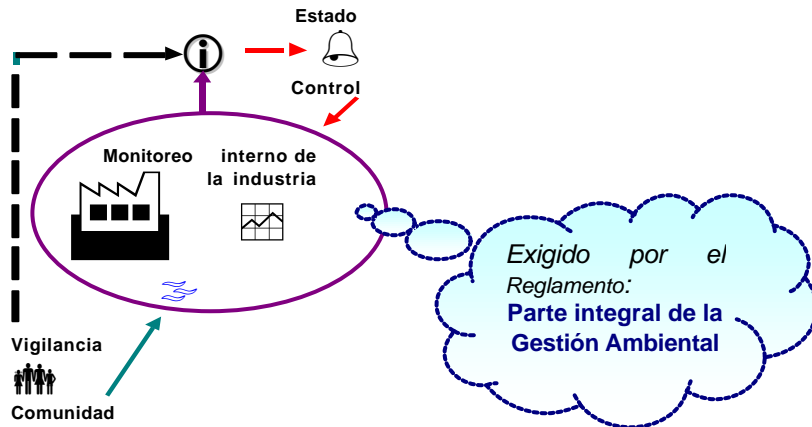 Estado
i
Control
Monitoreo interno de
la industria
Exigido por el
Reglamento:
Parte integral de la
Gestión Ambiental
Vigilancia
Comunidad